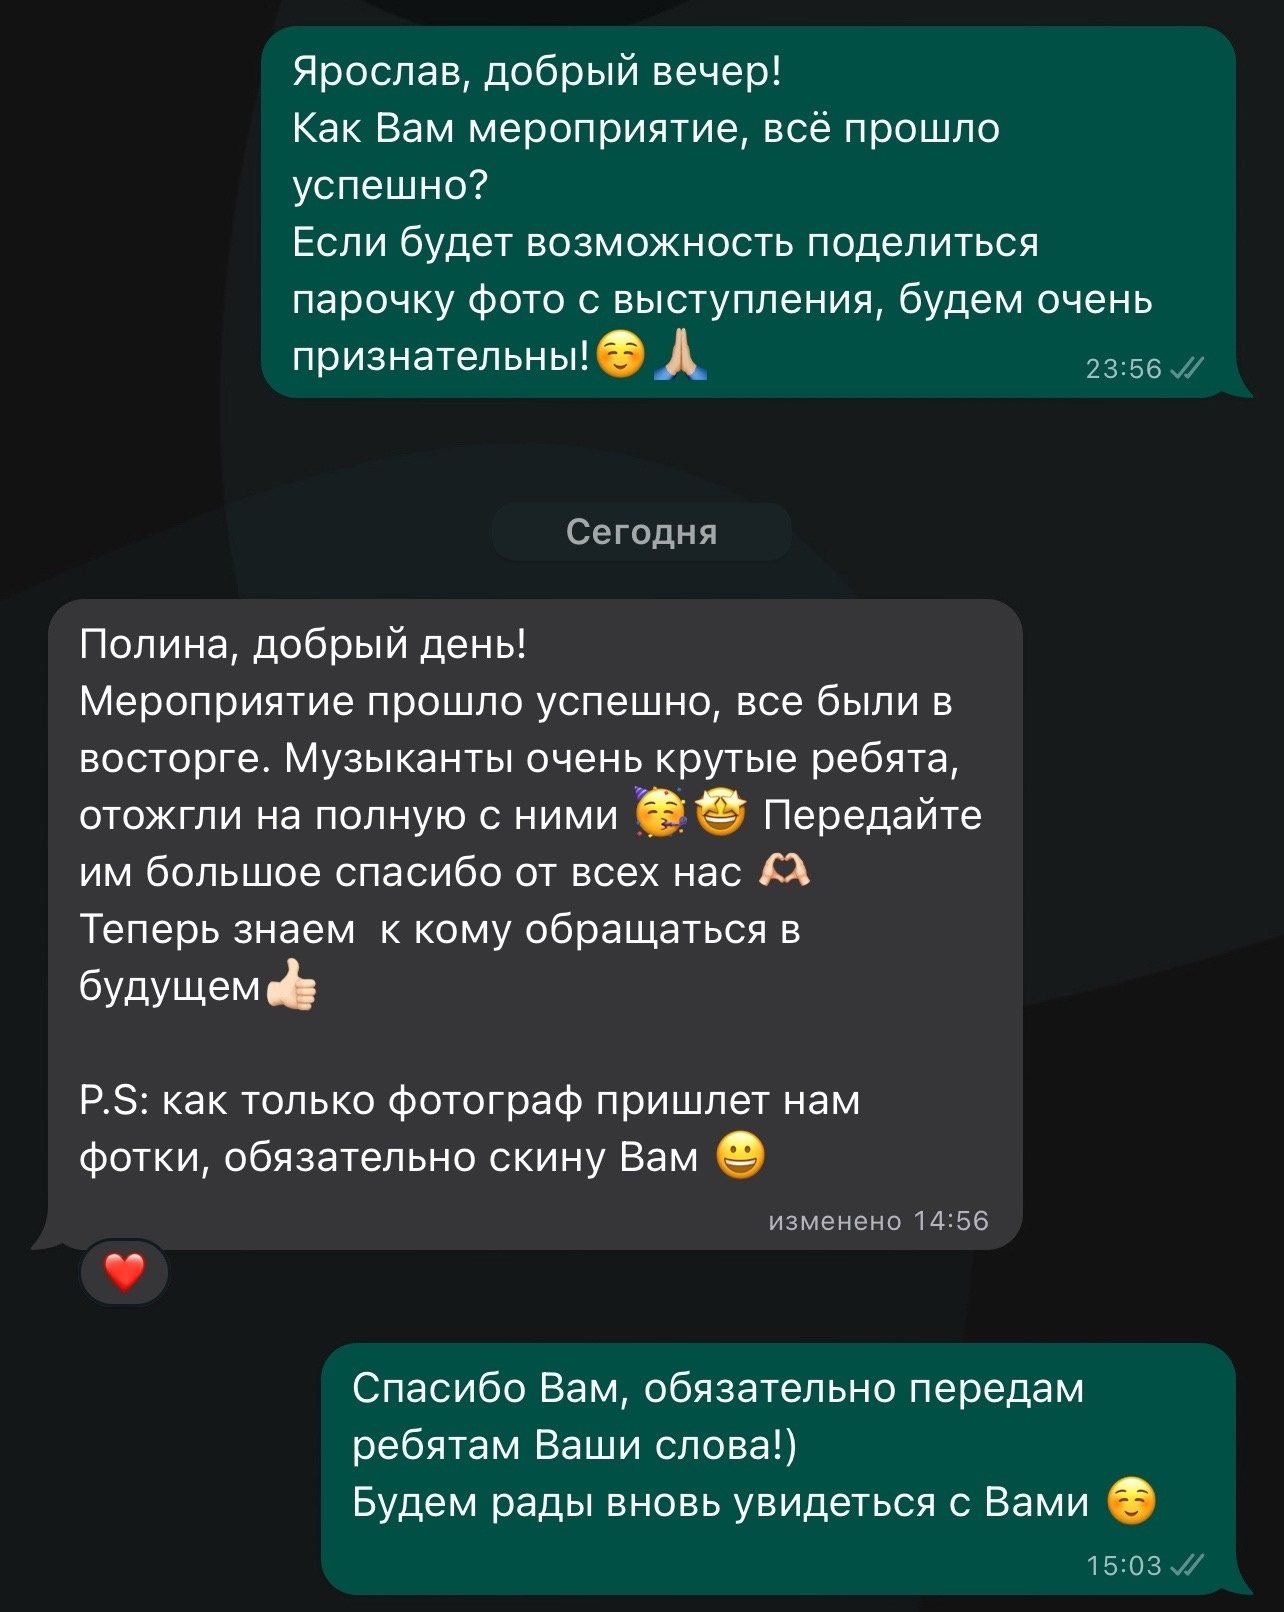 Ярослав, добрый вечер!
Как Вам мероприятие, всё прошло
успешно?
Если будет возможность поделиться
парочку фото с выступления, будем очень
признательны!☺️🙏🏼
23:56
Сегодня
Полина, добрый день!
Мероприятие прошло успешно, все были в
восторге. Музыканты очень крутые ребята,
отожгли на полную с ними 🥳🤩 Передайте
им большое спасибо от всех нас 🫶🏻
Теперь знаем  к кому обращаться в
будущем👍🏻
P.S: как только фотограф пришлет нам
фотки, обязательно скину Вам 😀
изменено 14:56
❤️
Спасибо Вам, обязательно передам
ребятам Ваши слова!)
Будем рады вновь увидеться с Вами ☺️
15:03